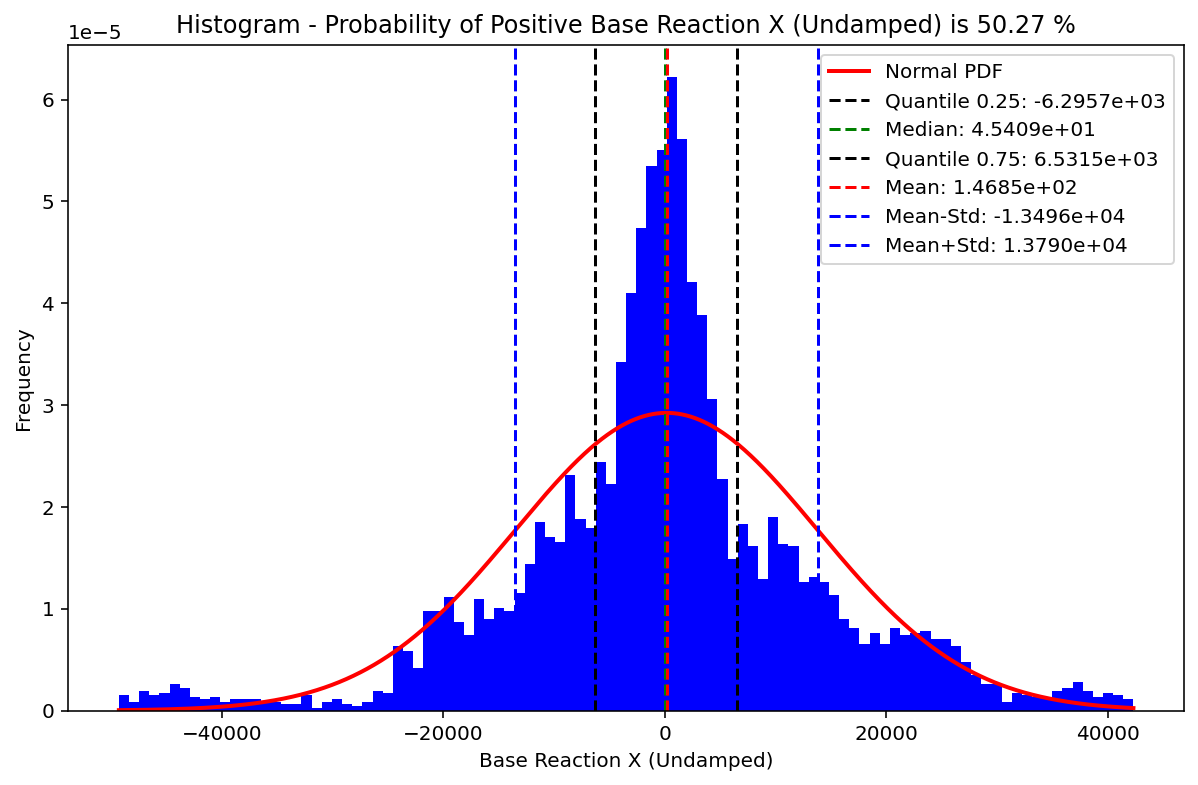 Histogram - Probability of Positive Base Reaction X (Undamped) is 50.27 %
1e−5
6
5
4
3
2
1
0
Frequency
−40000
−20000
0
20000
40000
Base Reaction X (Undamped)
Normal PDF
Quantile 0.25: -6.2957e+03
Median: 4.5409e+01
Quantile 0.75: 6.5315e+03
Mean: 1.4685e+02
Mean-Std: -1.3496e+04
Mean+Std: 1.3790e+04